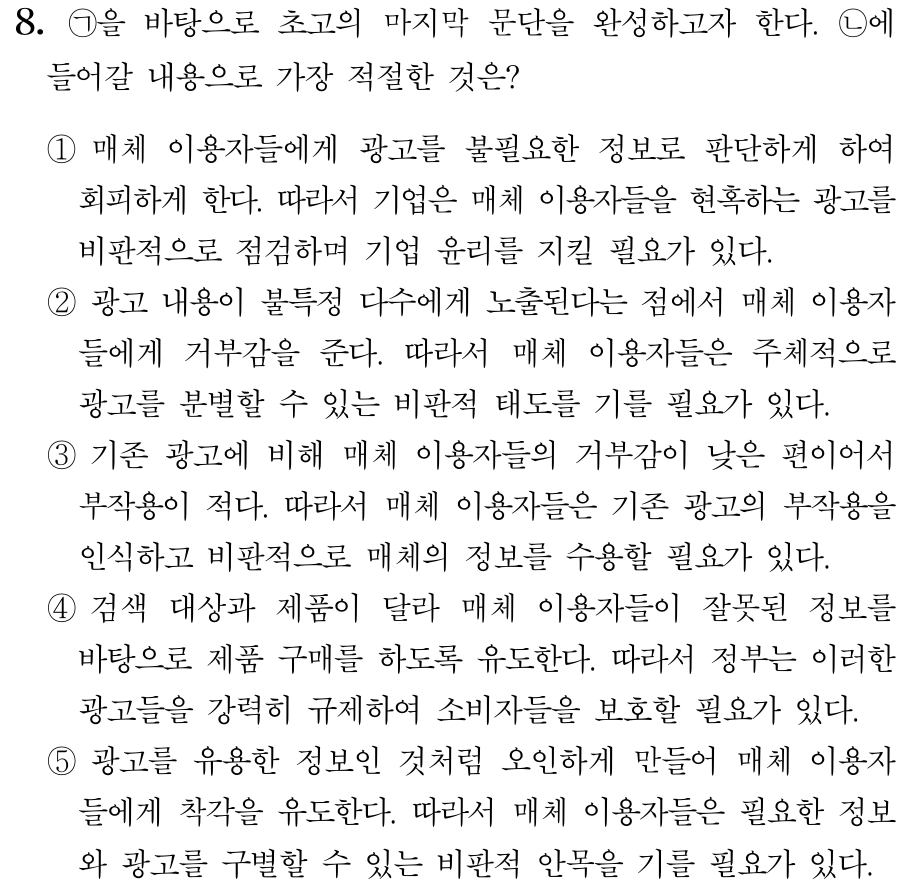 8. ㉠을 바탕으로 초고의 마지막 문단을 완성하고자 한다. ㉡에
들어갈 내용으로 가장 적절한 것은?
① 매체 이용자들에게 광고를 불필요한 정보로 판단하게 하여
회피하게 한다. 따라서 기업은 매체 이용자들을 현혹하는 광고를
비판적으로 점검하며 기업 윤리를 지킬 필요가 있다.
② 광고 내용이 불특정 다수에게 노출된다는 점에서 매체 이용자
들에게 거부감을 준다. 따라서 매체 이용자들은 주체적으로
광고를 분별할 수 있는 비판적 태도를 기를 필요가 있다.
③ 기존 광고에 비해 매체 이용자들의 거부감이 낮은 편이어서
부작용이 적다. 따라서 매체 이용자들은 기존 광고의 부작용을
인식하고 비판적으로 매체의 정보를 수용할 필요가 있다.
④ 검색 대상과 제품이 달라 매체 이용자들이 잘못된 정보를
바탕으로 제품 구매를 하도록 유도한다. 따라서 정부는 이러한
광고들을 강력히 규제하여 소비자들을 보호할 필요가 있다.
⑤ 광고를 유용한 정보인 것처럼 오인하게 만들어 매체 이용자
들에게 착각을 유도한다. 따라서 매체 이용자들은 필요한 정보
와 광고를 구별할 수 있는 비판적 안목을 기를 필요가 있다.